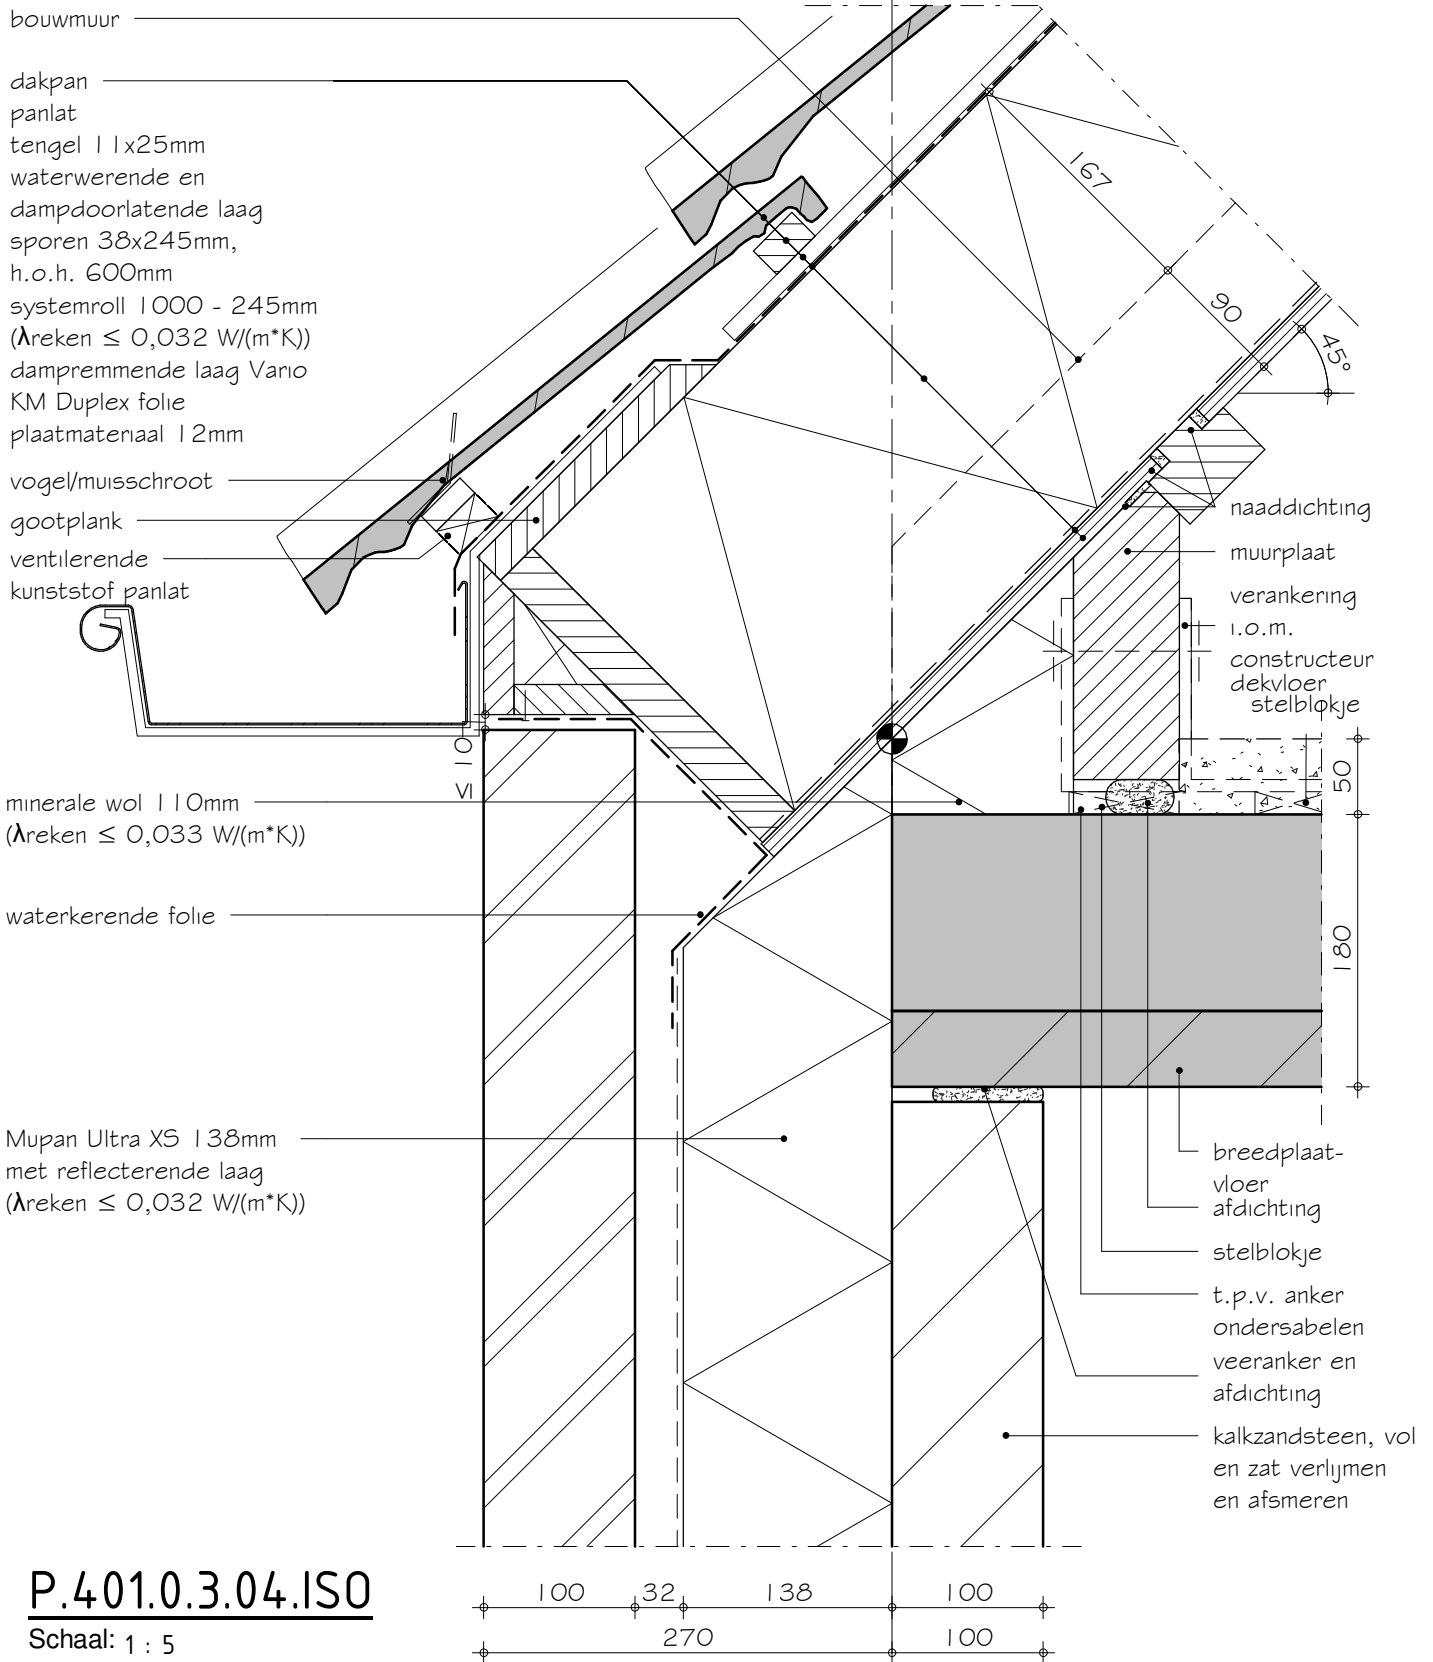 bouwmuur
dakpan
panlat
tengel 11x25mm
waterwerende en
dampdoorlatende laag
sporen 38x245mm,
h.o.h. 600mm
systemroll 1000 - 245mm
(λreken ≤ 0,032 W/(m*K))
dampremmende laag Vario
KM Duplex folie
plaatmateriaal 12mm
vogel/muisschroot
gootplank
ventilerende
kunststof panlat
minerale wol 110mm
(λreken ≤ 0,033 W/(m*K))
waterkerende folie
Mupan Ultra XS 138mm
met reflecterende laag
(λreken ≤ 0,032 W/(m*K))
167
90
45°
≤ 10
naaddichting
muurplaat
verankering
i.o.m.
constructeur
dekvloer
stelblokje
50
180
breedplaat-
vloer
afdichting
stelblokje
t.p.v. anker
ondersabelen
veeranker en
afdichting
kalkzandsteen, vol
en zat verlijmen
en afsmeren
100
32
138
100
270
100
P.401.0.3.04.ISO
Schaal: 1 : 5